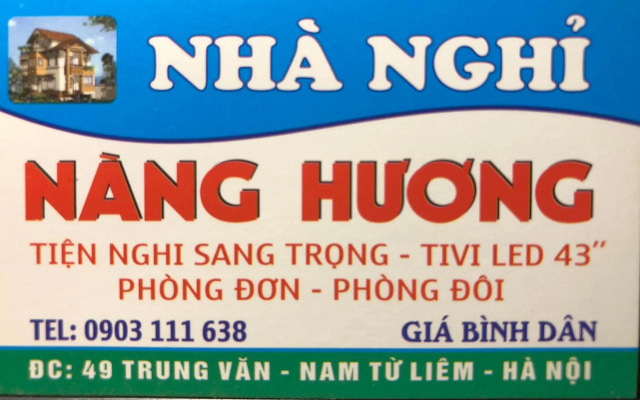 NHÀ NGHỈ
NÀNG HƯƠNG
TIỆN NGHI SANG TRỌNG - TIVI LED 43”
PHÒNG ĐƠN - PHÒNG ĐÔI
TEL: 0903 111 638 GIÁ BÌNH DÂN
ĐC: 49 TRUNG VĂN - NAM TỪ LIÊM - HÀ NỘI